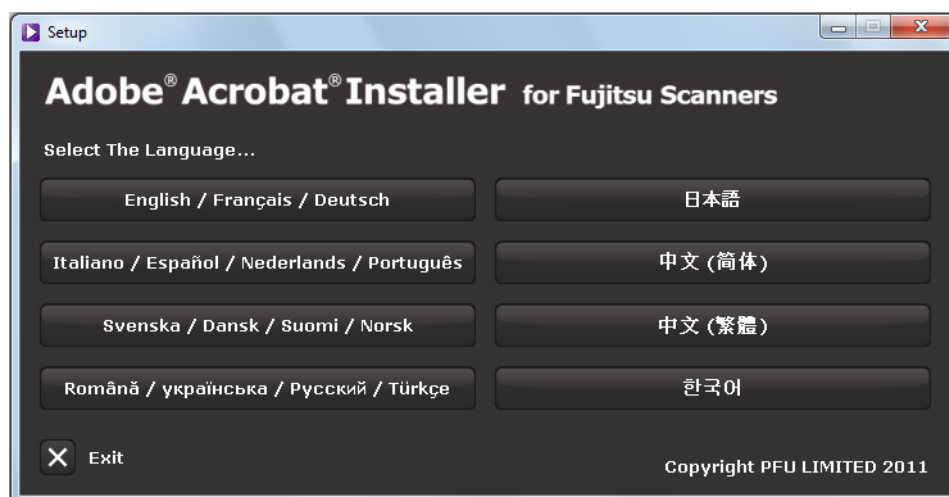 Setup
Adobe® Acrobat® Installer for Fujitsu Scanners
Select The Language...
English / Français / Deutsch
日本語
Italiano / Español / Nederlands / Português
中文 (简体)
Svenska / Dansk / Suomi / Norsk
中文 (繁體)
Română / українська / Русский / Türkçe
한국어
Exit
Copyright PFU LIMITED 2011